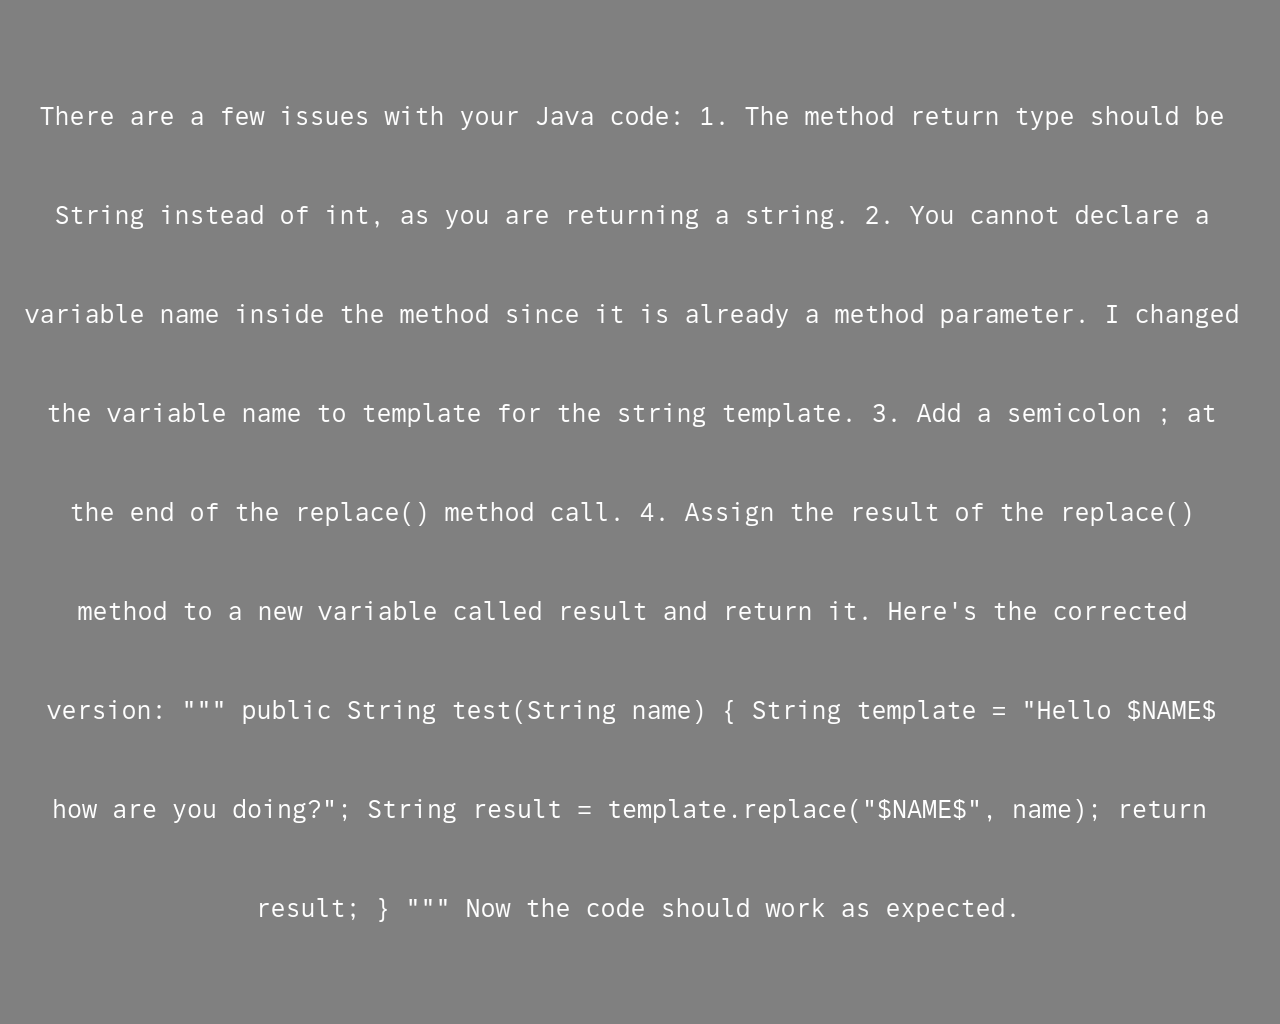 There are a few issues with your Java code: 1. The method return type should be
String instead of int, as you are returning a string. 2. You cannot declare a
variable name inside the method since it is already a method parameter. I changed
the variable name to template for the string template. 3. Add a semicolon ; at
the end of the replace() method call. 4. Assign the result of the replace()
method to a new variable called result and return it. Here's the corrected
version: """ public String test(String name) { String template = "Hello $NAME$
how are you doing?"; String result = template.replace("$NAME$", name); return
result; } """ Now the code should work as expected.